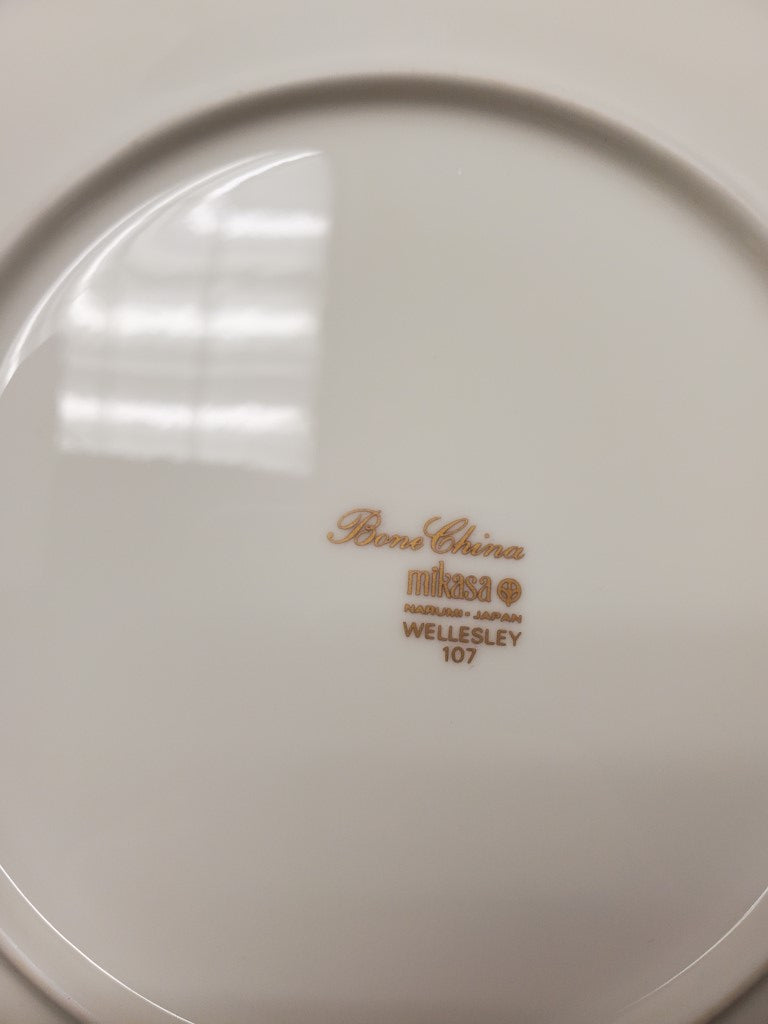 Bone China
mikasa
NARUMI · JAPAN
WELLESLEY
107